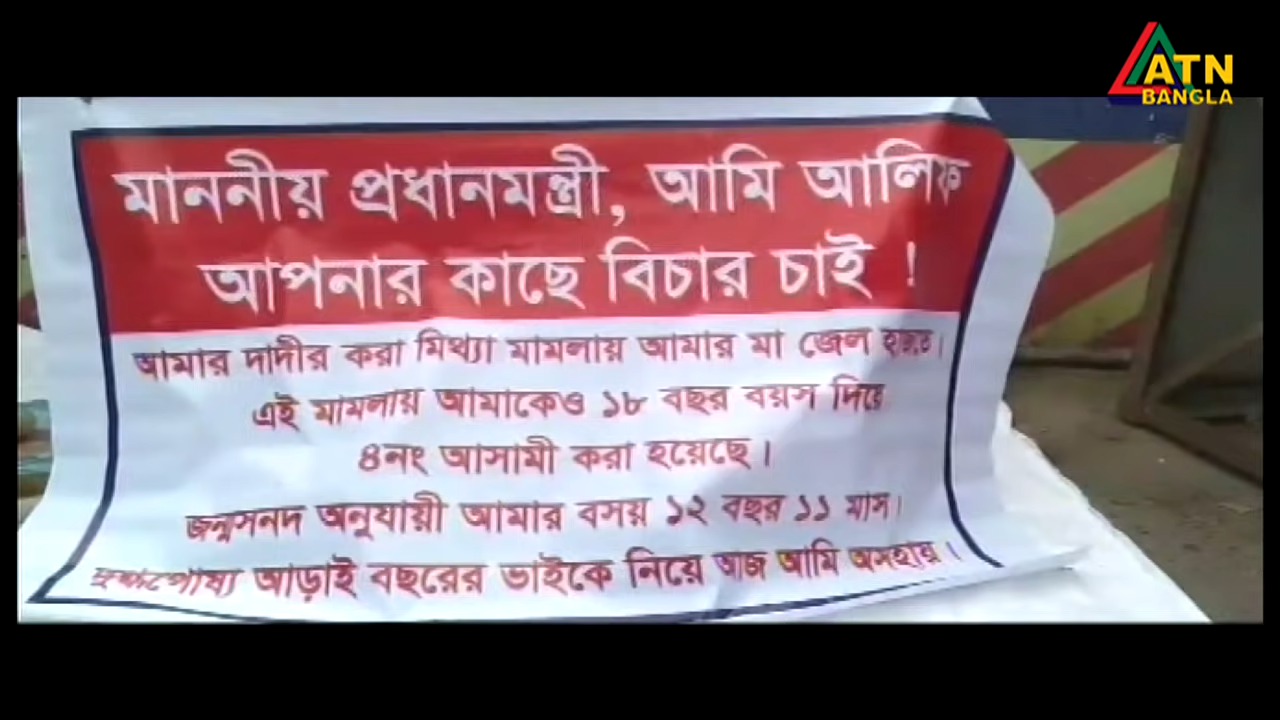 ATN
BANGLA
মাননীয় প্রধানমন্ত্রী, আমি আলিফ
আপনার কাছে বিচার চাই !
আমার দাদীর করা মিথ্যা মামলায় আমার মা জেল হাজতে।
এই মামলায় আমাকেও ১৮ বছর বয়স দিয়ে
৪নং আসামী করা হয়েছে।
জন্মসনদ অনুযায়ী আমার বসয় ১২ বছর ১১ মাস।
দুগ্ধপোষ্য আড়াই বছরের ভাইকে নিয়ে আজ আমি অসহায়।